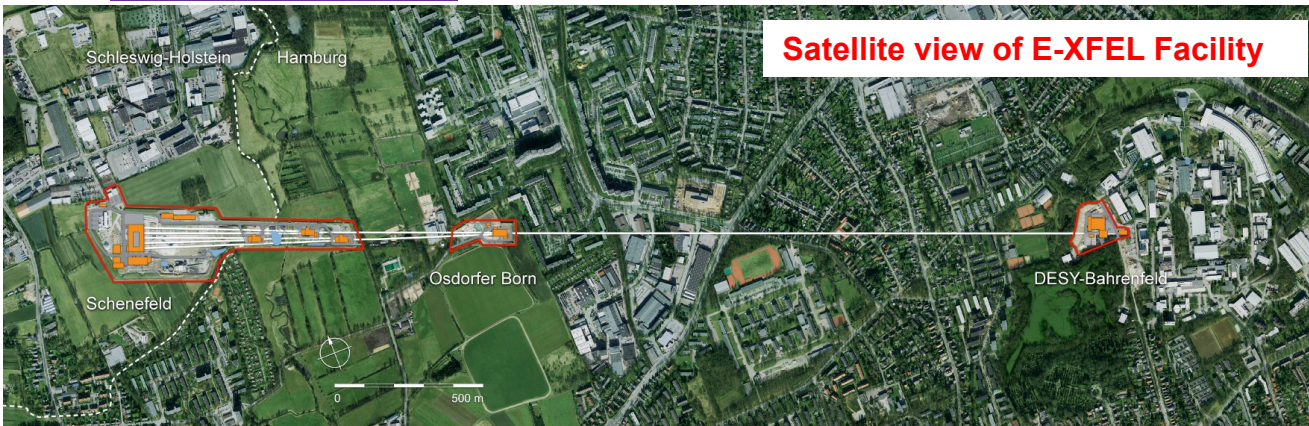 Satellite view of E-XFEL Facility
Schleswig-Holstein
Hamburg
Osdorfer Born
DESY-Bahrenfeld
Schenefeld
0
500 m